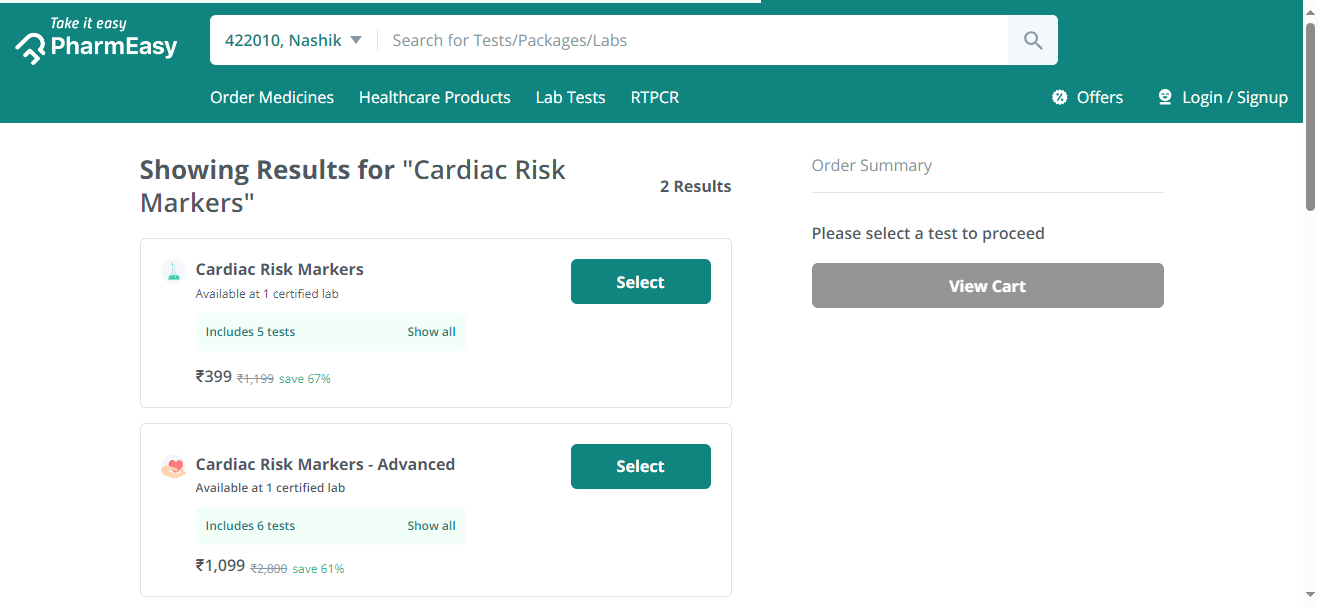 Take it easy
PharmEasy
422010, Nashik
Search for Tests/Packages/Labs
Order Medicines
Healthcare Products
Lab Tests
RTPCR
Offers
Login / Signup
Showing Results for "Cardiac Risk
Markers"
2 Results
Cardiac Risk Markers
Available at 1 certified lab
Select
Includes 5 tests
Show all
₹399 ₹1,199 save 67%
Cardiac Risk Markers - Advanced
Available at 1 certified lab
Select
Includes 6 tests
Show all
₹1,099 ₹2,800 save 61%
Order Summary
Please select a test to proceed
View Cart